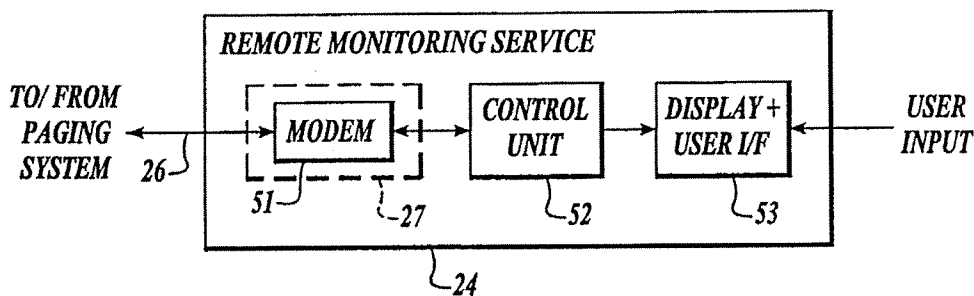 REMOTE MONITORING SERVICE
TO/ FROM
PAGING
SYSTEM
26
MODEM
51
27
CONTROL
UNIT
52
DISPLAY +
USER I/F
53
USER
INPUT
24